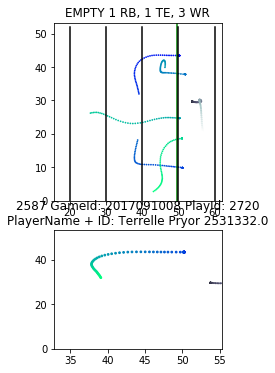 EMPTY 1 RB, 1 TE, 3 WR
50
40
30
20
10
0
20 30 40 50 60
2587 GameId: 2017091008 PlayId: 2720
PlayerName + ID: Terrelle Pryor 2531332.0
40
20
0
35 40 45 50 55